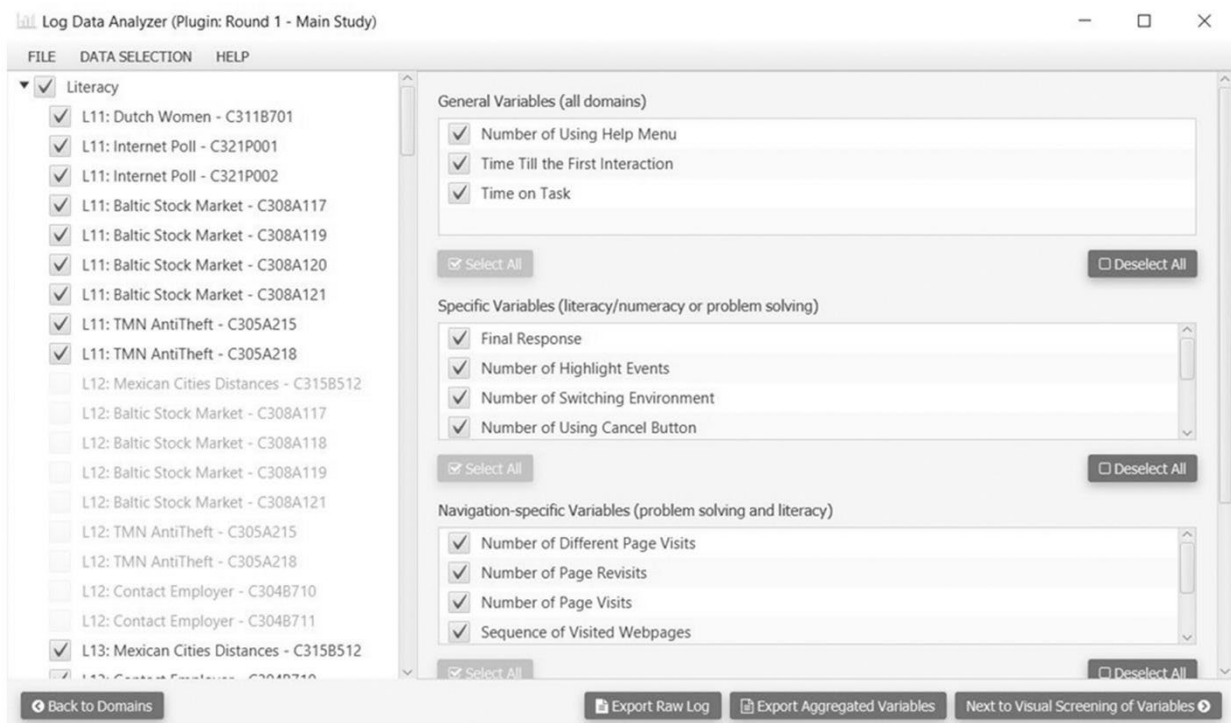 Log Data Analyzer (Plugin: Round 1 - Main Study)
FILE DATA SELECTION HELP
Literacy
L11: Dutch Women - C311B701
L11: Internet Poll - C321P001
L11: Internet Poll - C321P002
L11: Baltic Stock Market - C308A117
L11: Baltic Stock Market - C308A119
L11: Baltic Stock Market - C308A120
L11: Baltic Stock Market - C308A121
L11: TMN AntiTheft - C305A215
L11: TMN AntiTheft - C305A218
L12: Mexican Cities Distances - C315B512
L12: Baltic Stock Market - C308A117
L12: Baltic Stock Market - C308A118
L12: Baltic Stock Market - C308A119
L12: Baltic Stock Market - C308A121
L12: TMN AntiTheft - C305A215
L12: TMN AntiTheft - C305A218
L12: Contact Employer - C304B710
L12: Contact Employer - C304B711
L13: Mexican Cities Distances - C315B512
L13: Contact Employer - C304B710
General Variables (all domains)
Number of Using Help Menu
Time Till the First Interaction
Time on Task
Select All
Deselect All
Specific Variables (literacy/numeracy or problem solving)
Final Response
Number of Highlight Events
Number of Switching Environment
Number of Using Cancel Button
Select All
Deselect All
Navigation-specific Variables (problem solving and literacy)
Number of Different Page Visits
Number of Page Revisits
Number of Page Visits
Sequence of Visited Webpages
Select All
Deselect All
Back to Domains
Export Raw Log
Export Aggregated Variables
Next to Visual Screening of Variables